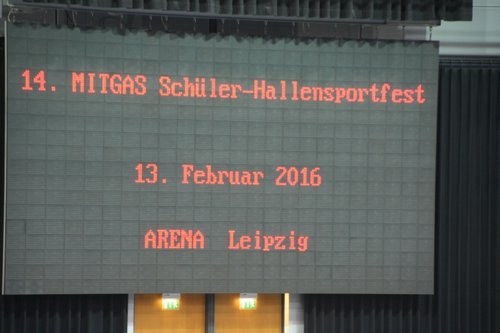 14. MITGAS Schüler-Hallensportfest
13. Februar 2016
ARENA Leipzig